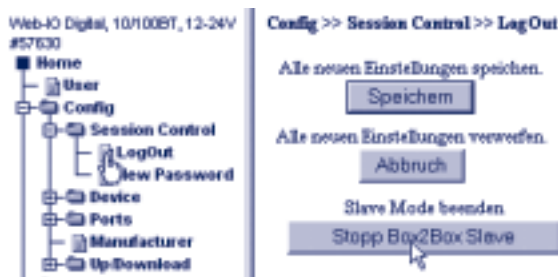 Web-IO Digital, 10/100BT, 12-24V
#57630
Home
User
Config
Session Control
LogOut
New Password
Device
Ports
Manufacturer
Up/Download
Config >> Session Control >> LogOut
Alle neuen Einstellungen speichen.
Speichern
Alle neuen Einstellungen verwerfen.
Abbruch
Slave Mode beenden
Stopp Box2Box Slave